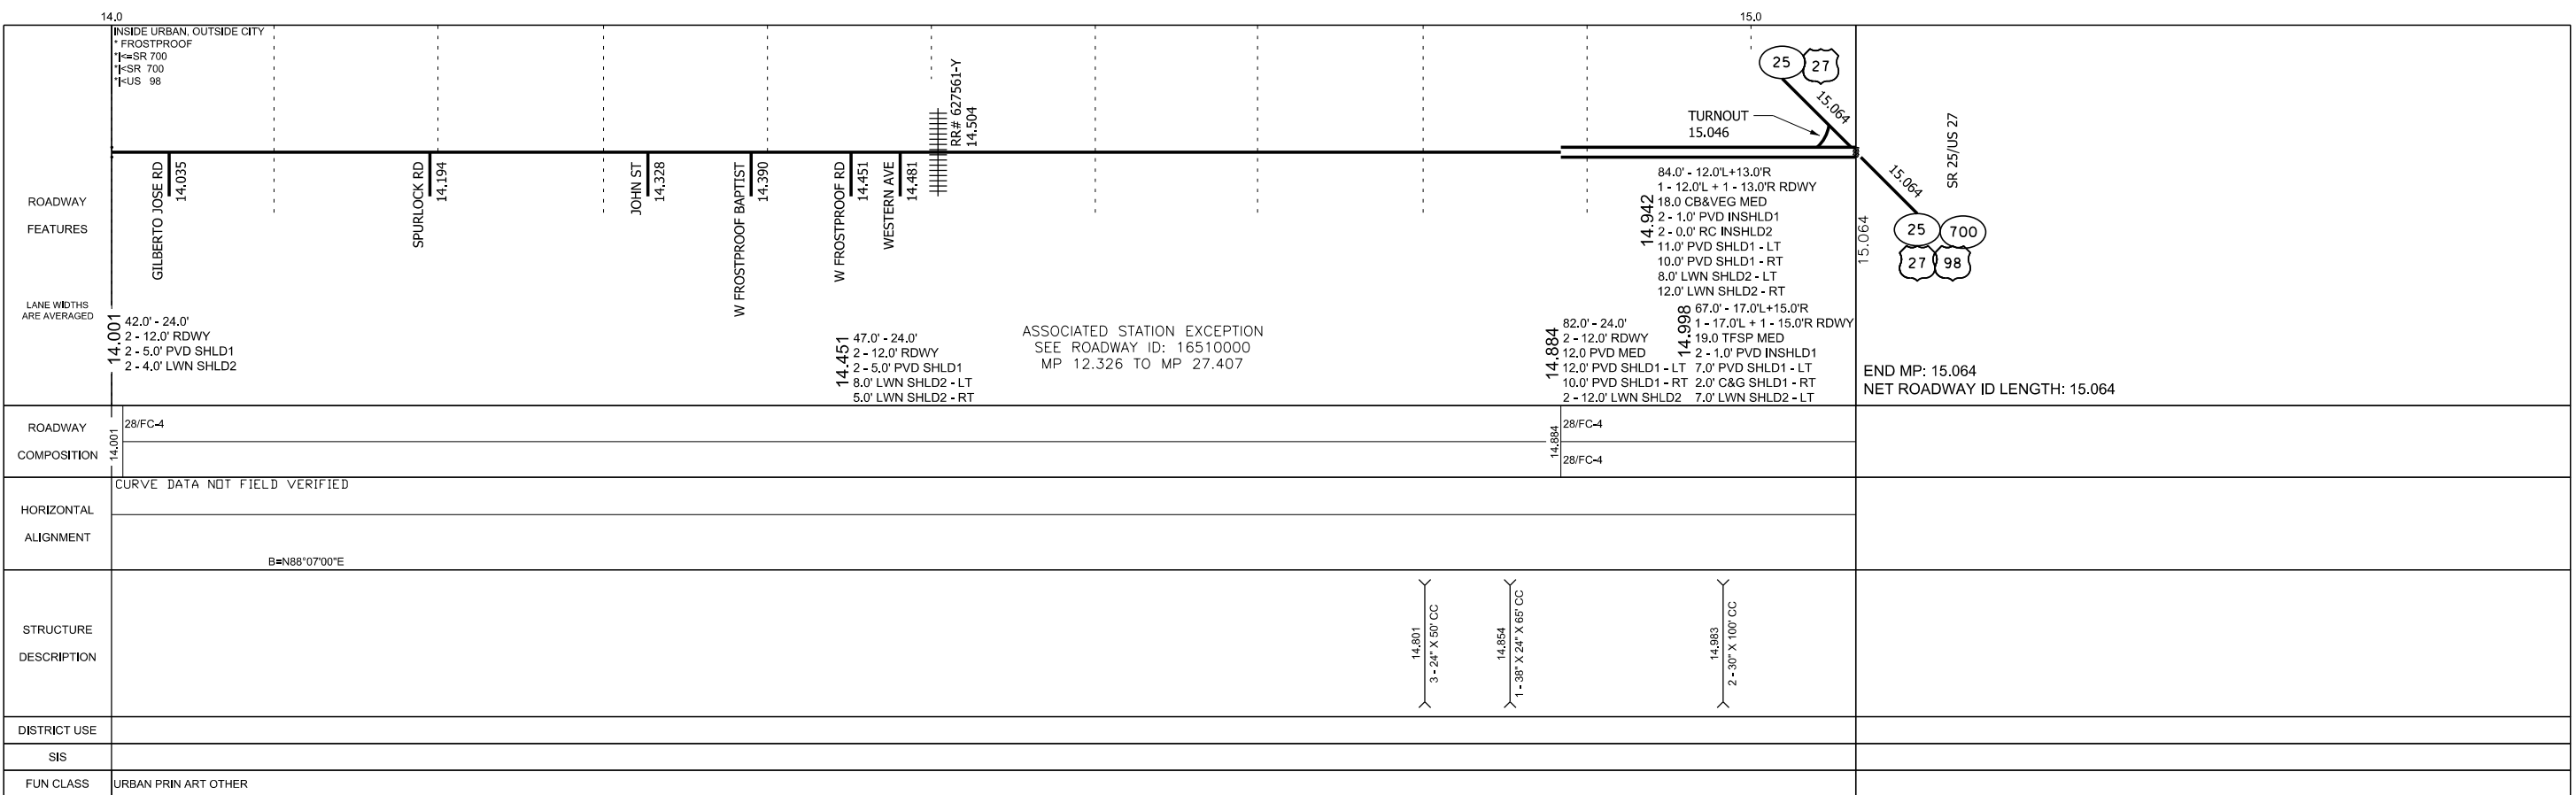 14.0
15.0
INSIDE URBAN, OUTSIDE CITY
* FROSTPROOF
*|<=SR 700
*|<SR 700
*|<US 98
25
27
15.064
TURNOUT
15.046
RR# 627561-Y
14.504
GILBERTO JOSE RD
14.035
SPURLOCK RD
14.194
JOHN ST
14.328
W FROSTPROOF BAPTIST
14.390
W FROSTPROOF RD
14.451
WESTERN AVE
14.481
15.064
SR 25/US 27
15.064
25
700
27
98
ROADWAY
FEATURES
LANE WIDTHS
ARE AVERAGED
14.001
42.0' - 24.0'
2 - 12.0' RDWY
2 - 5.0' PVD SHLD1
2 - 4.0' LWN SHLD2
14.451
47.0' - 24.0'
2 - 12.0' RDWY
2 - 5.0' PVD SHLD1
8.0' LWN SHLD2 - LT
5.0' LWN SHLD2 - RT
ASSOCIATED STATION EXCEPTION
SEE ROADWAY ID: 16510000
MP 12.326 TO MP 27.407
14.884
82.0' - 24.0'
2 - 12.0' RDWY
12.0 PVD MED
12.0' PVD SHLD1 - LT
10.0' PVD SHLD1 - RT
2 - 12.0' LWN SHLD2
14.942
84.0' - 12.0'L+13.0'R
1 - 12.0'L + 1 - 13.0'R RDWY
18.0 CB&VEG MED
2 - 1.0' PVD INSHLD1
2 - 0.0' RC INSHLD2
11.0' PVD SHLD1 - LT
10.0' PVD SHLD1 - RT
8.0' LWN SHLD2 - LT
12.0' LWN SHLD2 - RT
14.998
67.0' - 17.0'L+15.0'R
1 - 17.0'L + 1 - 15.0'R RDWY
19.0 TFSP MED
2 - 1.0' PVD INSHLD1
7.0' PVD SHLD1 - LT
2.0' C&G SHLD1 - RT
7.0' LWN SHLD2 - LT
END MP: 15.064
NET ROADWAY ID LENGTH: 15.064
ROADWAY
COMPOSITION
14.001
28/FC-4
14.884
28/FC-4
28/FC-4
HORIZONTAL
ALIGNMENT
CURVE DATA NOT FIELD VERIFIED
B=N88°07'00"E
STRUCTURE
DESCRIPTION
14.801
3 - 24" X 50' CC
14.854
1 - 38" X 24" X 65' CC
14.983
2 - 30" X 100' CC
DISTRICT USE
SIS
FUN CLASS
URBAN PRIN ART OTHER